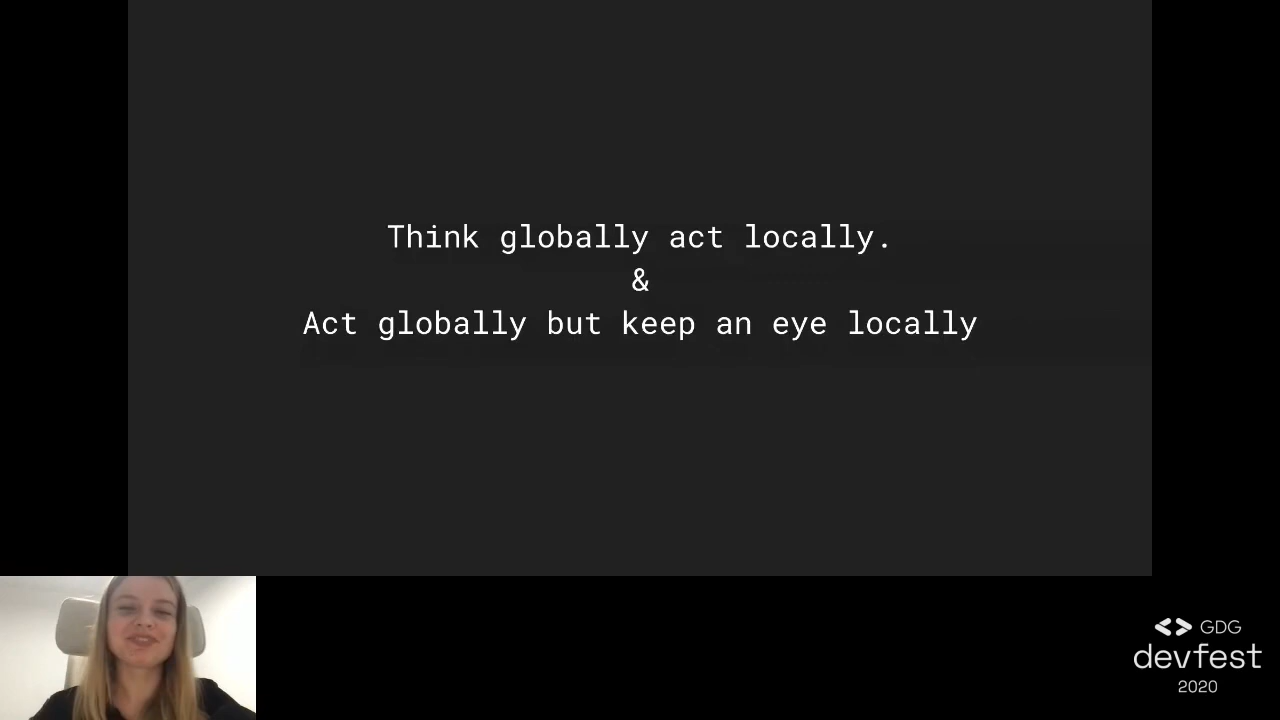 Think globally act locally.
&
Act globally but keep an eye locally
<> GDG
devfest
2020